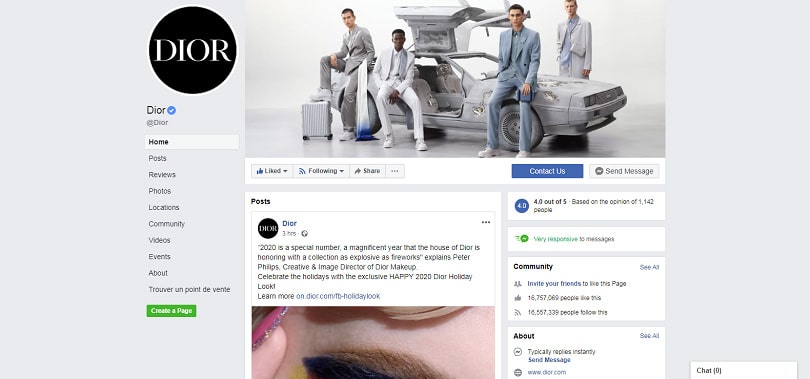 DIOR
Dior
@Dior
Home
Posts
Reviews
Photos
Locations
Community
Videos
Events
About
Trouver un point de vente
Create a Page
Liked
Following
Share
Contact Us
Send Message
Posts
DIOR
Dior
3 hrs ·
"2020 is a special number, a magnificent year that the house of Dior is
honoring with a collection as explosive as fireworks" explains Peter
Philips, Creative & Image Director of Dior Makeup.
Celebrate the holidays with the exclusive HAPPY 2020 Dior Holiday
Look!
Learn more on.dior.com/fb-holidaylook
4.0
4.0 out of 5 · Based on the opinion of 1,142
people
Very responsive to messages
Community
See All
Invite your friends to like this Page
16,757,069 people like this
16,557,339 people follow this
About
See All
Typically replies instantly
Send Message
www.dior.com
Chat (0)